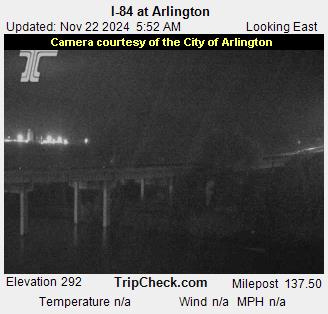 I-84 at Arlington
Updated: Nov 22 2024 5:52 AM Looking East
Camera courtesy of the City of Arlington
Elevation 292 TripCheck.com Milepost 137.50
Temperature n/a Wind n/a MPH n/a